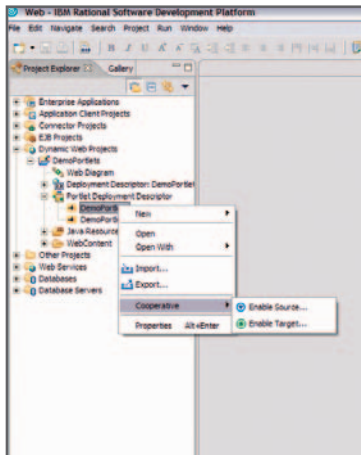 Web - IBM Rational Software Development Platform
File Edit Navigate Search Project Run Window Help
Project Explorer Gallery
Enterprise Applications
Application Client Projects
Connector Projects
EJB Projects
Dynamic Web Projects
DemoPortlets
Web Diagram
Deployment Descriptor: DemoPortlet
Portlet Deployment Descriptor
DemoPortle
DemoPortle
Java Resource
WebContent
Other Projects
Web Services
Databases
Database Servers
New
Open
Open With
Import...
Export...
Cooperative
Properties Alt+Enter
Enable Source...
Enable Target...